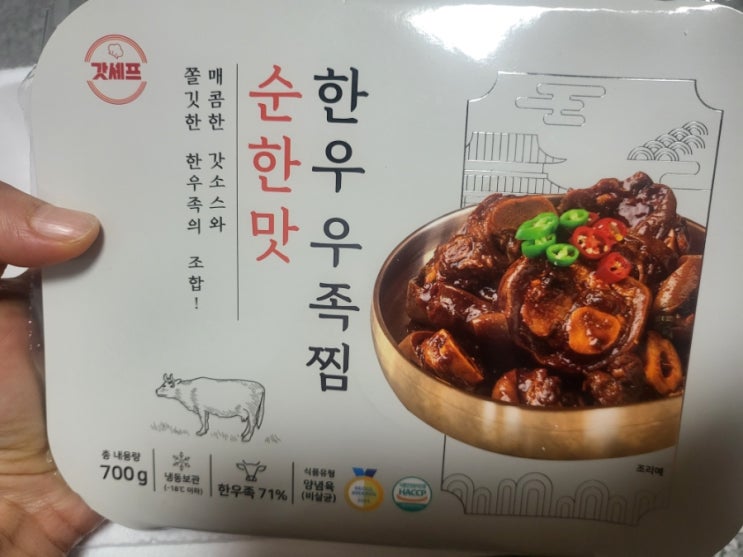 갓셰프
한우 우족찜
순한맛
매콤한 갓소스와
쫄깃한 한우족의 조합!
조리예
총 내용량
700g
냉동보관
(-18℃ 이하)
한우족 71%
식품유형
양념육
(비살균)
HACCP